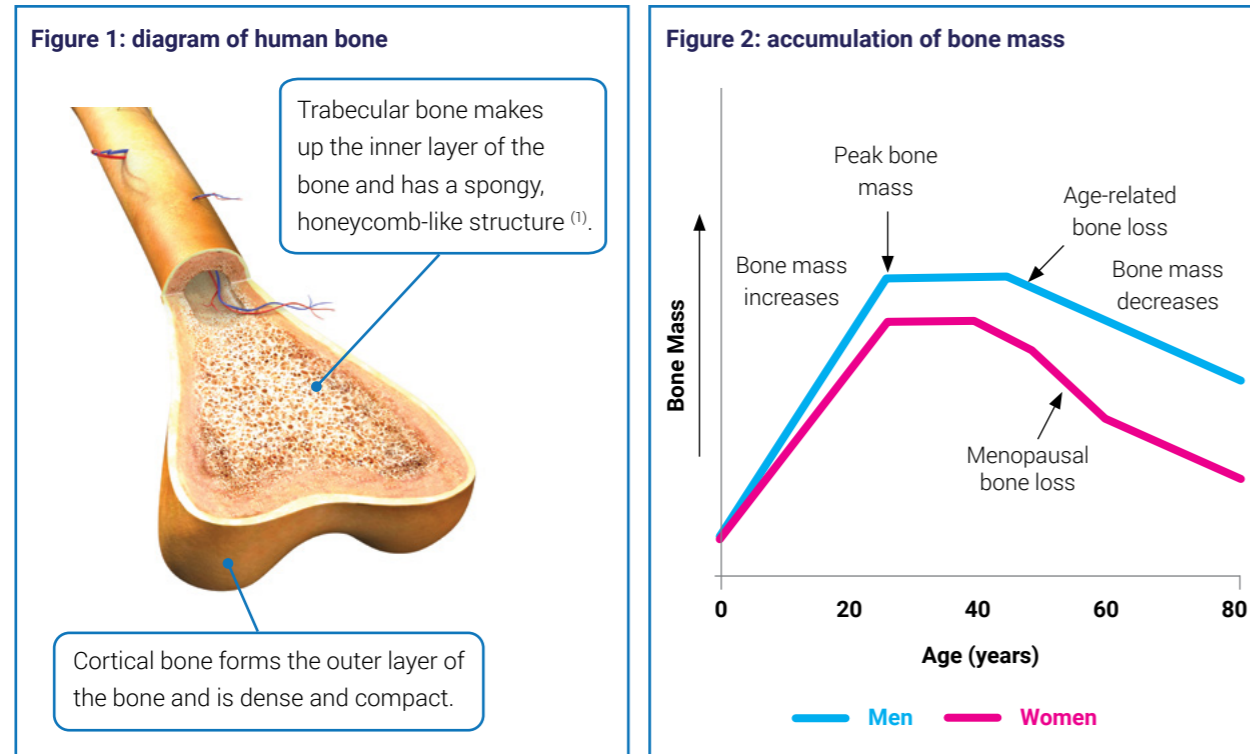 Figure 1: diagram of human bone
Trabecular bone makes
up the inner layer of the
bone and has a spongy,
honeycomb-like structure (1).
Cortical bone forms the outer layer of
the bone and is dense and compact.
Figure 2: accumulation of bone mass
Peak bone
mass
Age-related
bone loss
Bone mass
increases
Bone mass
decreases
Bone Mass
Menopausal
bone loss
0 20 40 60 80
Age (years)
Men Women